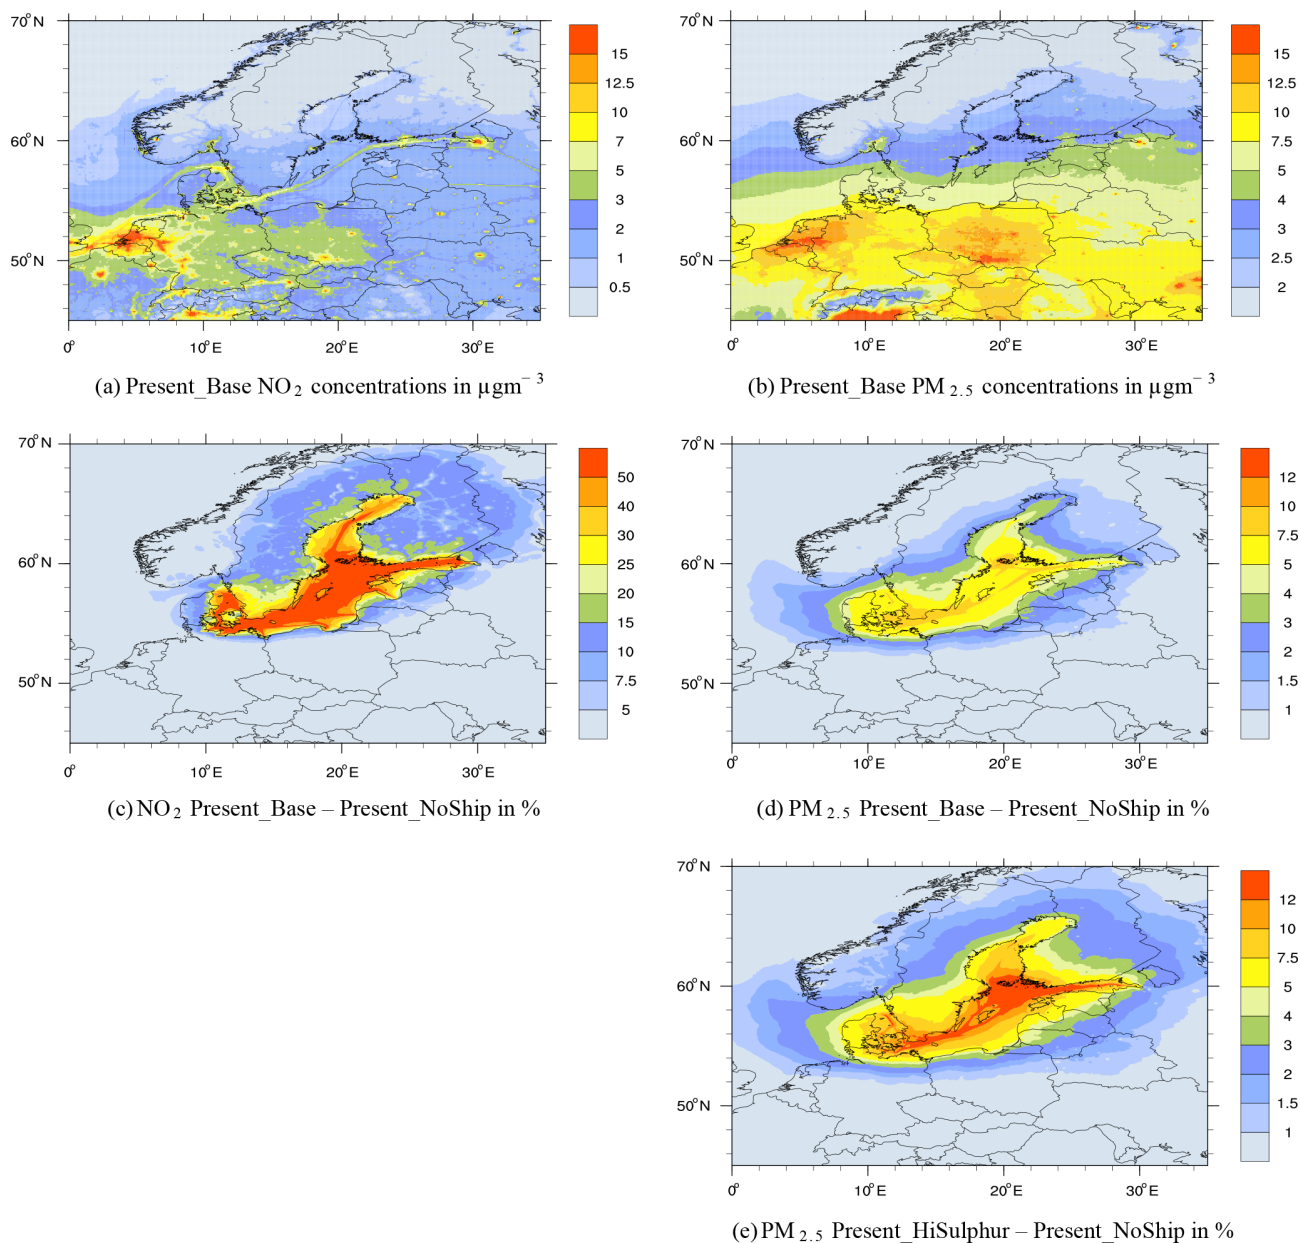 70°N
60°N
50°N
0°
10°E
20°E
30°E
15
12.5
10
7
5
3
2
1
0.5
(a) Present_Base NO2 concentrations in µgm−3
70°N
60°N
50°N
0°
10°E
20°E
30°E
15
12.5
10
7.5
5
4
3
2.5
2
(b) Present_Base PM2.5 concentrations in µgm−3
70°N
60°N
50°N
0°
10°E
20°E
30°E
50
40
30
25
20
15
10
7.5
5
(c) NO2 Present_Base – Present_NoShip in %
70°N
60°N
50°N
0°
10°E
20°E
30°E
12
10
7.5
5
4
3
2
1.5
1
(d) PM2.5 Present_Base – Present_NoShip in %
70°N
60°N
50°N
0°
10°E
20°E
30°E
12
10
7.5
5
4
3
2
1.5
1
(e) PM2.5 Present_HiSulphur – Present_NoShip in %